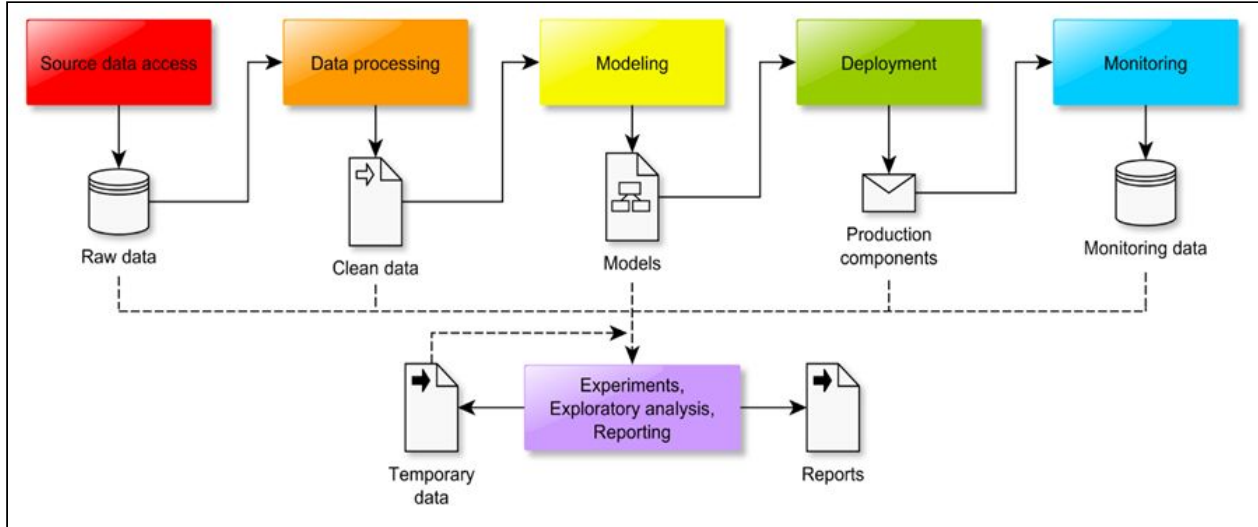 Source data access
Data processing
Modeling
Deployment
Monitoring
Raw data
Clean data
Models
Production
components
Monitoring data
Experiments,
Exploratory analysis,
Reporting
Temporary
data
Reports